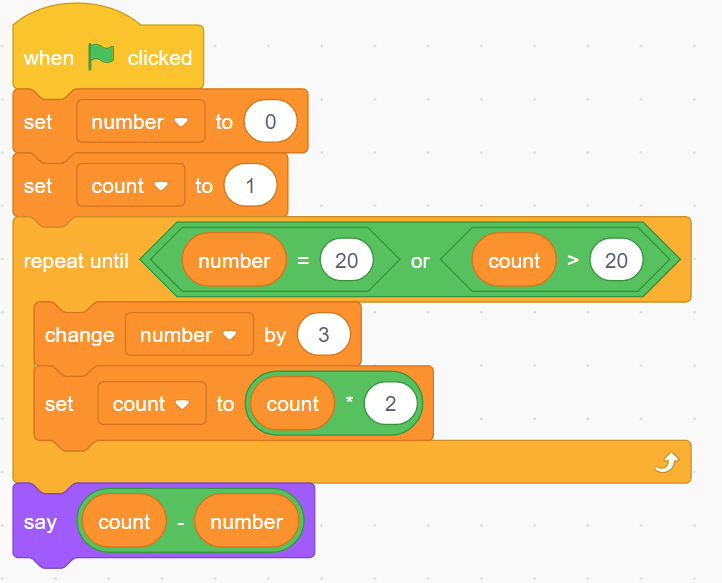 when clicked
set number to 0
set count to 1
repeat until number = 20 or count > 20
change number by 3
set count to count * 2
say count - number